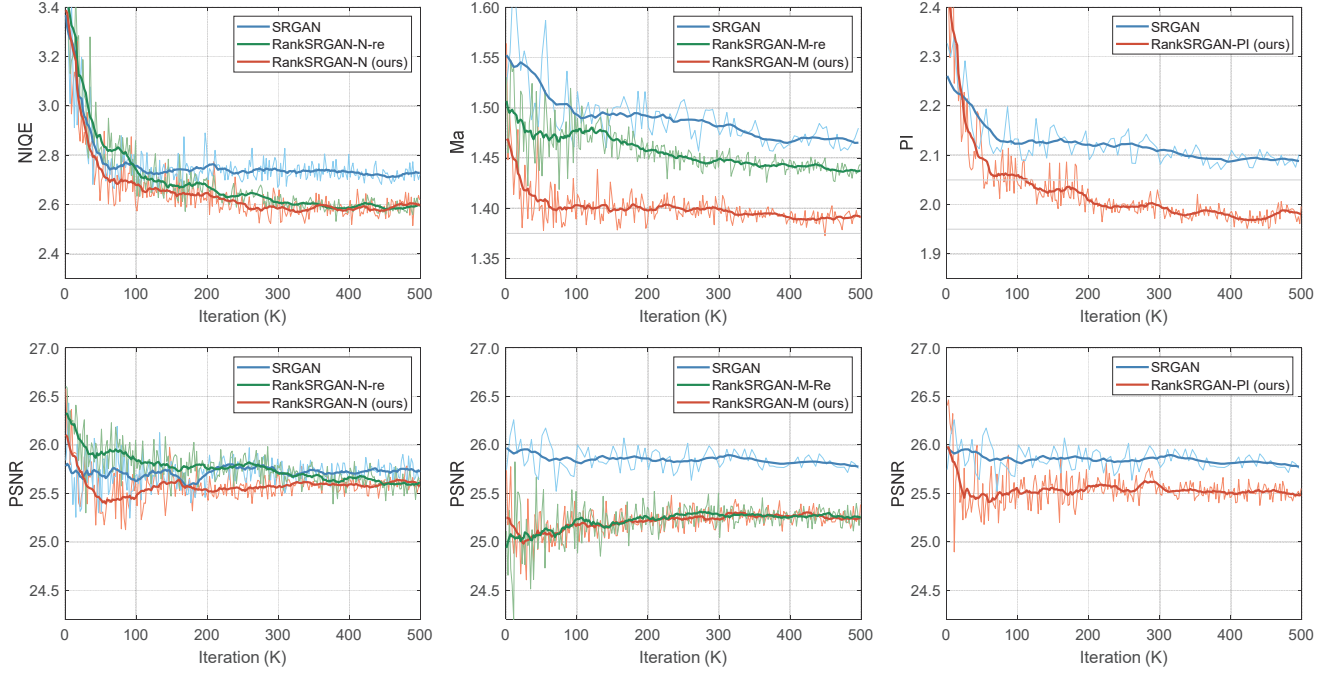 3.4
3.2
3.0
2.8
2.6
2.4
NIQE
SRGAN
RankSRGAN-N-re
RankSRGAN-N (ours)
0 100 200 300 400 500
Iteration (K)
1.60
1.55
1.50
1.45
1.40
1.35
Ma
SRGAN
RankSRGAN-M-re
RankSRGAN-M (ours)
0 100 200 300 400 500
Iteration (K)
2.4
2.3
2.2
2.1
2.0
1.9
PI
SRGAN
RankSRGAN-PI (ours)
0 100 200 300 400 500
Iteration (K)
27.0
26.5
26.0
25.5
25.0
24.5
PSNR
SRGAN
RankSRGAN-N-re
RankSRGAN-N (ours)
0 100 200 300 400 500
Iteration (K)
27.0
26.5
26.0
25.5
25.0
24.5
PSNR
SRGAN
RankSRGAN-M-Re
RankSRGAN-M (ours)
0 100 200 300 400 500
Iteration (K)
27.0
26.5
26.0
25.5
25.0
24.5
PSNR
SRGAN
RankSRGAN-PI (ours)
0 100 200 300 400 500
Iteration (K)